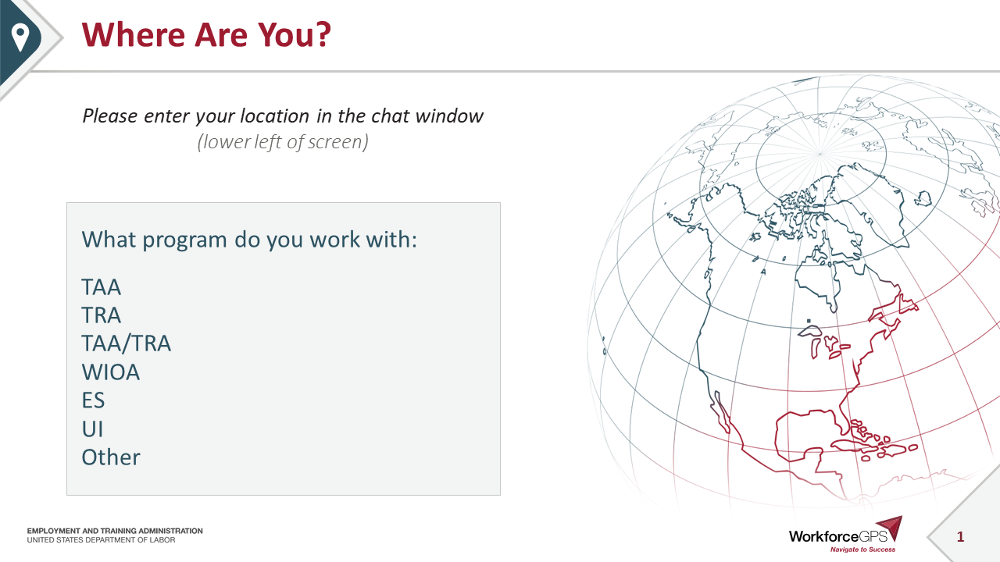 Where Are You?
Please enter your location in the chat window
(lower left of screen)
What program do you work with:
TAA
TRA
TAA/TRA
WIOA
ES
UI
Other
EMPLOYMENT AND TRAINING ADMINISTRATION
UNITED STATES DEPARTMENT OF LABOR
WorkforceGPS
Navigate to Success
1